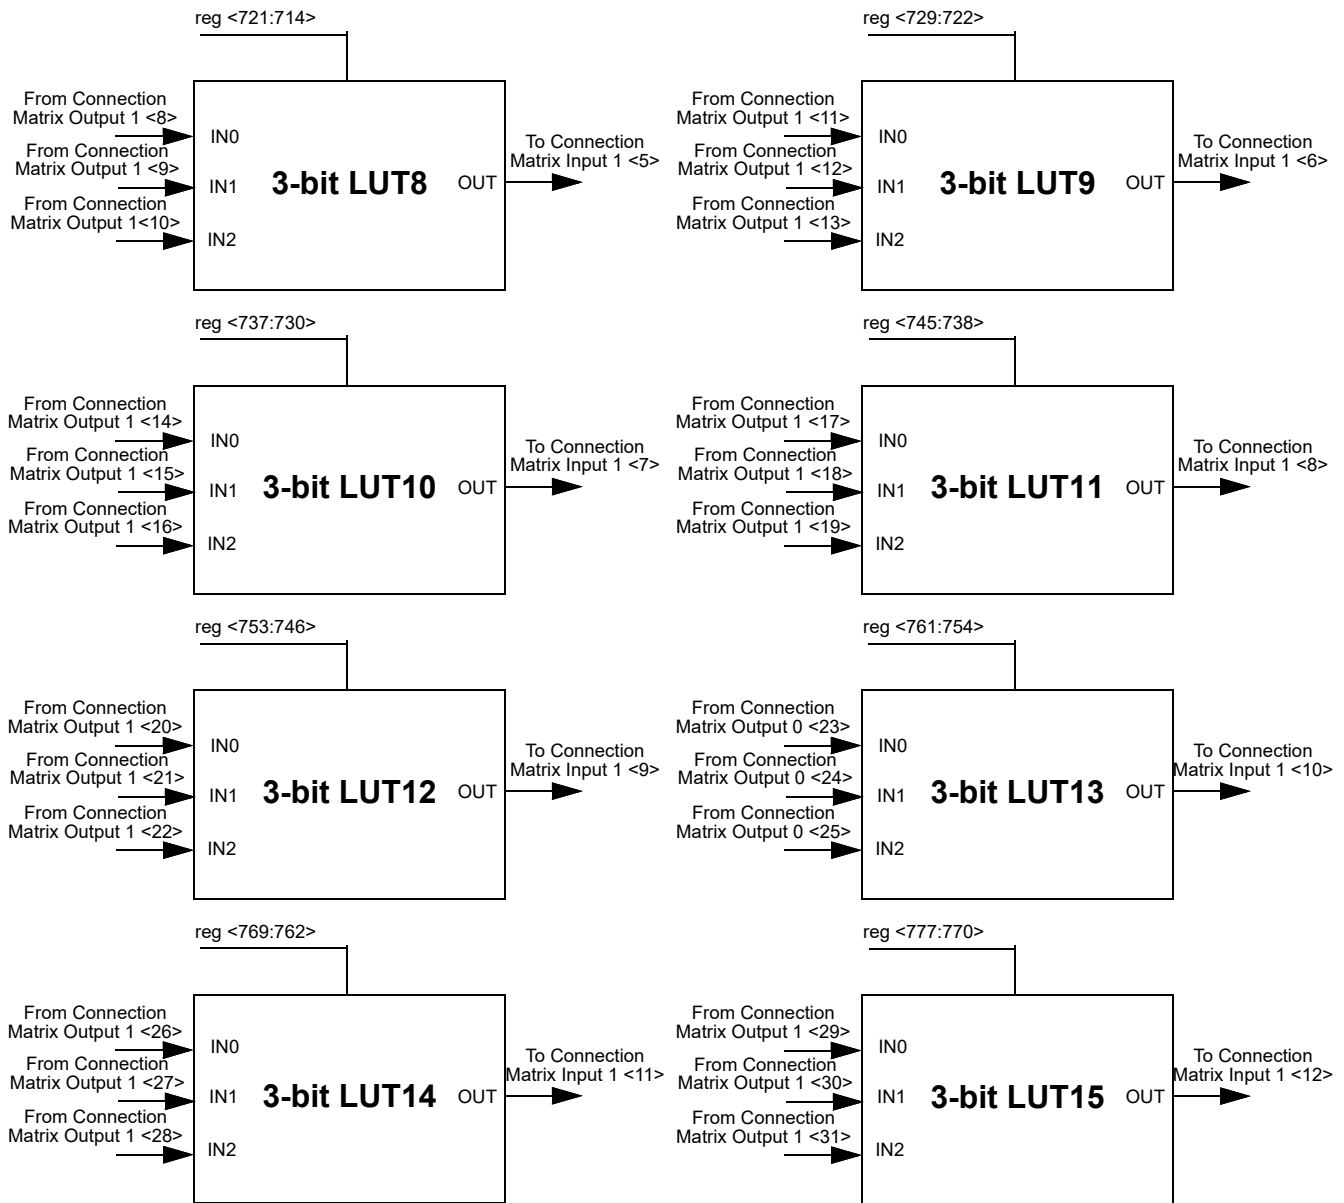 reg <721:714>
From Connection
Matrix Output 1 <8>
From Connection
Matrix Output 1 <9>
From Connection
Matrix Output 1<10>
IN0
IN1
IN2
3-bit LUT8
OUT
To Connection
Matrix Input 1 <5>
reg <729:722>
From Connection
Matrix Output 1 <11>
From Connection
Matrix Output 1 <12>
From Connection
Matrix Output 1 <13>
IN0
IN1
IN2
3-bit LUT9
OUT
To Connection
Matrix Input 1 <6>
reg <737:730>
From Connection
Matrix Output 1 <14>
From Connection
Matrix Output 1 <15>
From Connection
Matrix Output 1 <16>
IN0
IN1
IN2
3-bit LUT10
OUT
To Connection
Matrix Input 1 <7>
reg <745:738>
From Connection
Matrix Output 1 <17>
From Connection
Matrix Output 1 <18>
From Connection
Matrix Output 1 <19>
IN0
IN1
IN2
3-bit LUT11
OUT
To Connection
Matrix Input 1 <8>
reg <753:746>
From Connection
Matrix Output 1 <20>
From Connection
Matrix Output 1 <21>
From Connection
Matrix Output 1 <22>
IN0
IN1
IN2
3-bit LUT12
OUT
To Connection
Matrix Input 1 <9>
reg <761:754>
From Connection
Matrix Output 0 <23>
From Connection
Matrix Output 0 <24>
From Connection
Matrix Output 0 <25>
IN0
IN1
IN2
3-bit LUT13
OUT
To Connection
Matrix Input 1 <10>
reg <769:762>
From Connection
Matrix Output 1 <26>
From Connection
Matrix Output 1 <27>
From Connection
Matrix Output 1 <28>
IN0
IN1
IN2
3-bit LUT14
OUT
To Connection
Matrix Input 1 <11>
reg <777:770>
From Connection
Matrix Output 1 <29>
From Connection
Matrix Output 1 <30>
From Connection
Matrix Output 1 <31>
IN0
IN1
IN2
3-bit LUT15
OUT
To Connection
Matrix Input 1 <12>